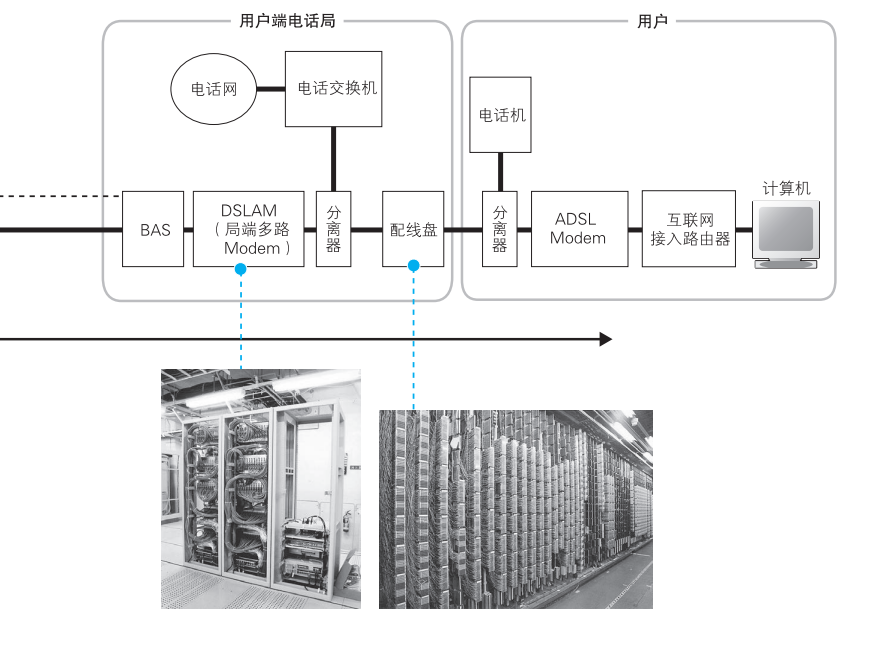 用户端电话局
用户
电话网
电话交换机
电话机
计算机
BAS
DSLAM
（局端多路
Modem）
分
离
器
配线盘
分
离
器
ADSL
Modem
互联网
接入路由器